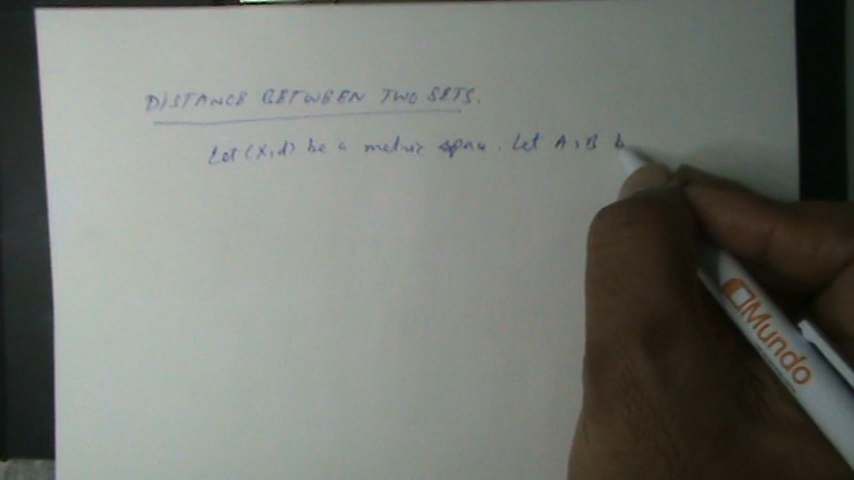 DISTANCE BETWEEN TWO SETS.
Let (X,d) be a metric space. Let A, B b
Mundo